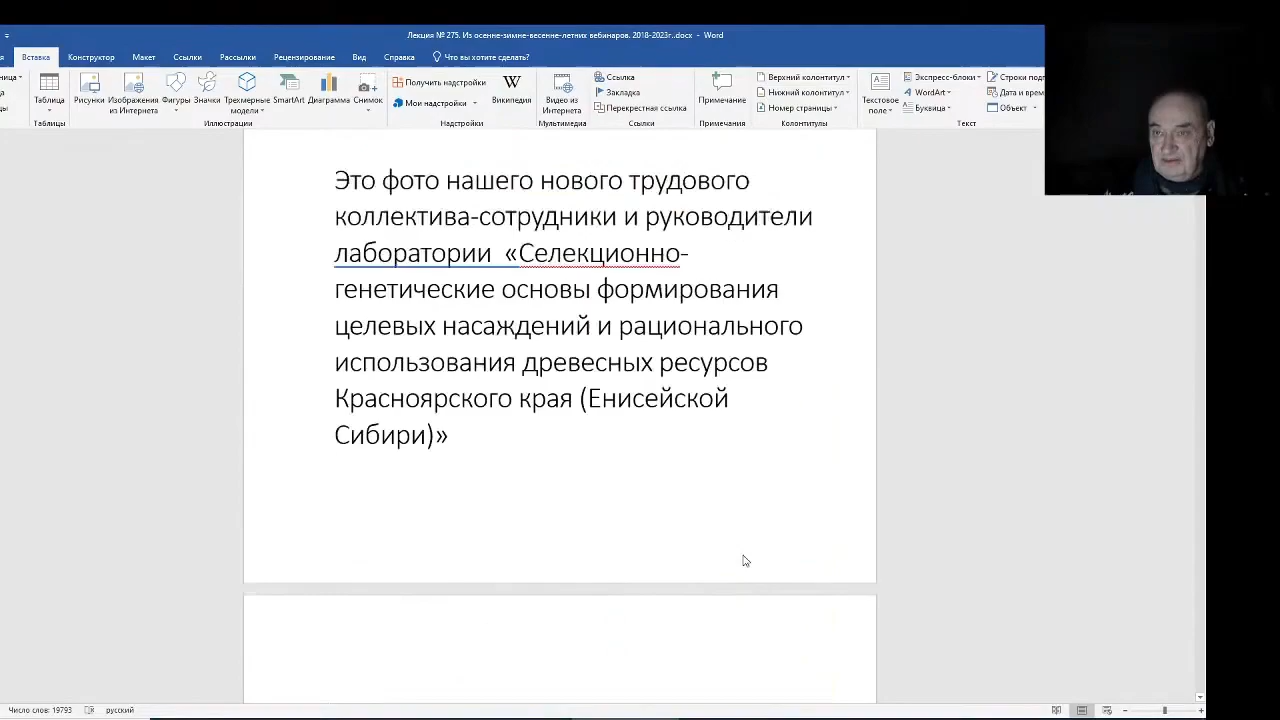 Лекция № 275. Из осенне-зимне-весенне-летних вебинаров. 2018-2023г..docx - Word
Вставка Конструктор Макет Ссылки Рассылки Рецензирование Вид Справка Что вы хотите сделать?
Таблица
Таблицы
Рисунки Изображения из Интернета Фигуры Значки Трехмерные модели SmartArt Диаграмма Снимок
Иллюстрации
Получить надстройки
Мои надстройки
Википедия
Надстройки
Видео из Интернета
Мультимедиа
Ссылка
Закладка
Перекрестная ссылка
Ссылки
Примечание
Примечания
Верхний колонтитул
Нижний колонтитул
Номер страницы
Колонтитулы
Текстовое поле
Экспресс-блоки
WordArt
Буквица
Строки под
Дата и врем
Объект
Текст
Это фото нашего нового трудового
коллектива-сотрудники и руководители
лаборатории «Селекционно-
генетические основы формирования
целевых насаждений и рационального
использования древесных ресурсов
Красноярского края (Енисейской
Сибири)»
Число слов: 19793 русский